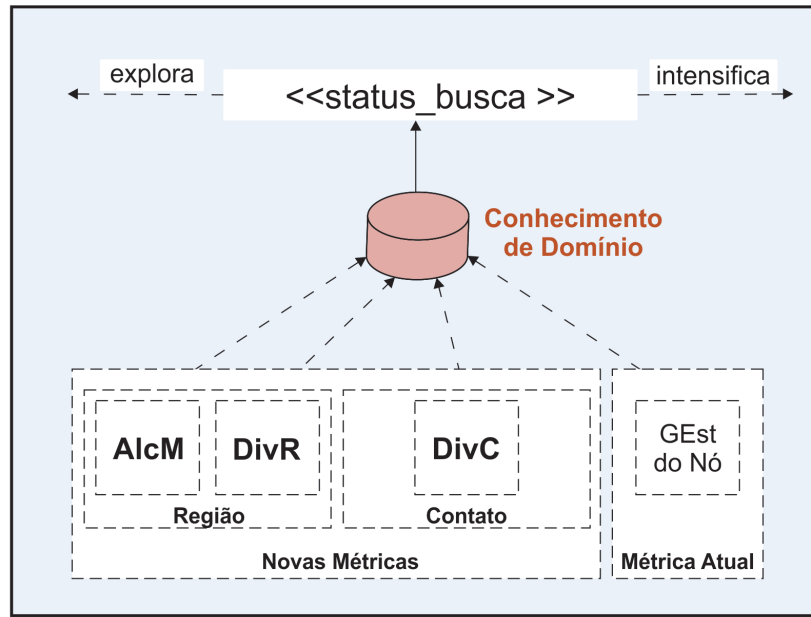 explora
<<status_busca >>
intensifica
Conhecimento
de Domínio
AlcM
DivR
DivC
GEst
do Nó
Região
Contato
Novas Métricas
Métrica Atual